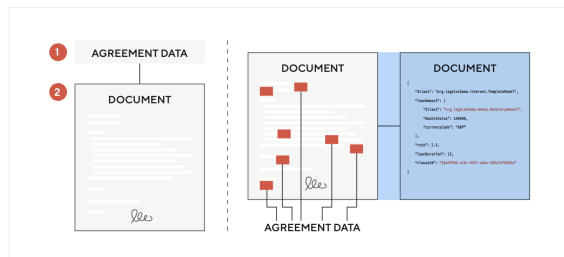 1
AGREEMENT DATA
2
DOCUMENT
DOCUMENT
AGREEMENT DATA
DOCUMENT
{
"$class": "org.legalschema.interest.TemplateModel",
"loanAmount": {
"$class": "org.legalschema.money.MonetaryAmount",
"doubleValue": 100000,
"currencyCode": "GBP"
},
"rate": 2.5,
"loanDuration": 15,
"clauseId":
}